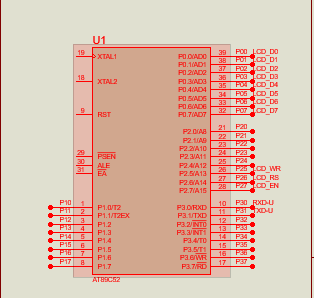 U1
19 XTAL1 P0.0/AD0 39 P00 LCD_D0
P0.1/AD1 38 P01 LCD_D1
P0.2/AD2 37 P02 LCD_D2
18 XTAL2 P0.3/AD3 36 P03 LCD_D3
P0.4/AD4 35 P04 LCD_D4
P0.5/AD5 34 P05 LCD_D5
P0.6/AD6 33 P06 LCD_D6
9 RST P0.7/AD7 32 P07 LCD_D7
P2.0/A8 21 P20
P2.1/A9 22 P21
P2.2/A10 23 P22
29 PSEN P2.3/A11 24 P23
30 ALE P2.4/A12 25 P24
31 EA P2.5/A13 26 P25 LCD_WR
P2.6/A14 27 P26 LCD_RS
P2.7/A15 28 P27 LCD_EN
P10 1 P1.0/T2 P3.0/RXD 10 P30 RXD-U
P11 2 P1.1/T2EX P3.1/TXD 11 P31 TXD-U
P12 3 P1.2 P3.2/INT0 12 P32
P13 4 P1.3 P3.3/INT1 13 P33
P14 5 P1.4 P3.4/T0 14 P34
P15 6 P1.5 P3.5/T1 15 P35
P16 7 P1.6 P3.6/WR 16 P36
P17 8 P1.7 P3.7/RD 17 P37
AT89C52